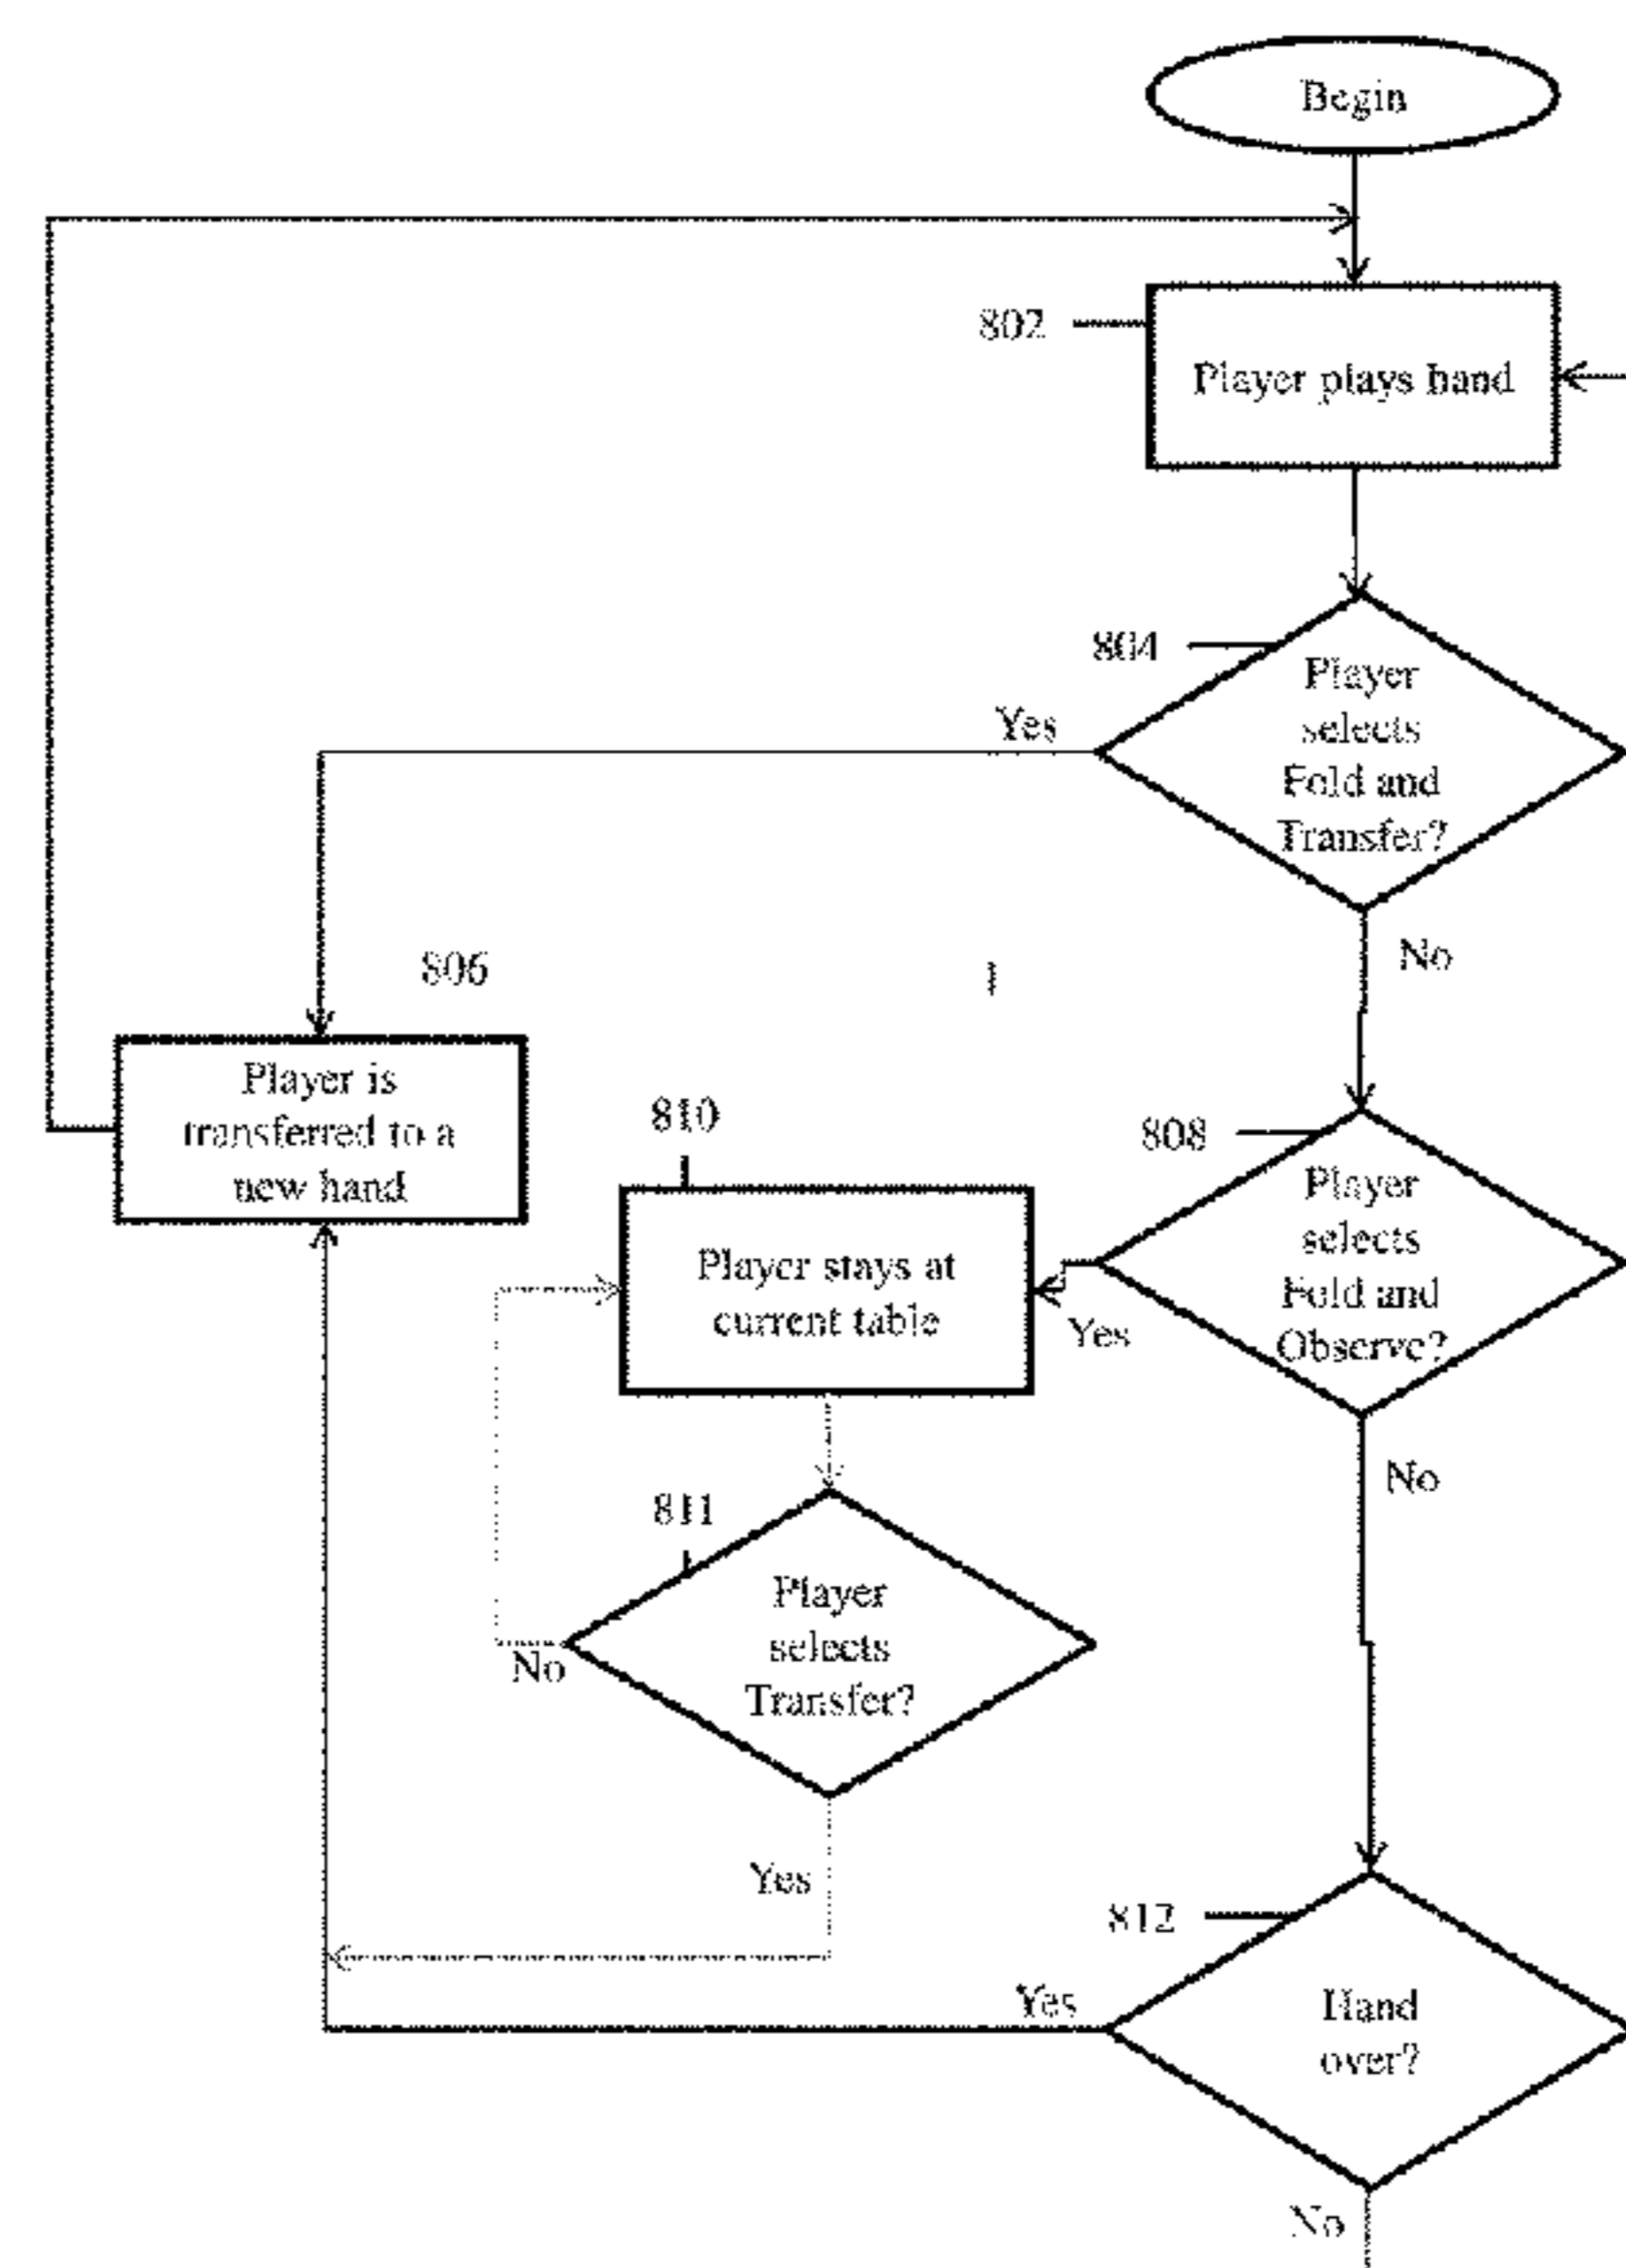 Begin
802
Player plays hand
804
Player
selects
Fold and
Transfer?
Yes
No
806
Player is
transferred to a
new hand
808
Player
selects
Fold and
Observe?
Yes
No
810
Player stays at
current table
811
Player
selects
Transfer?
No
Yes
812
Hand
over?
Yes
No